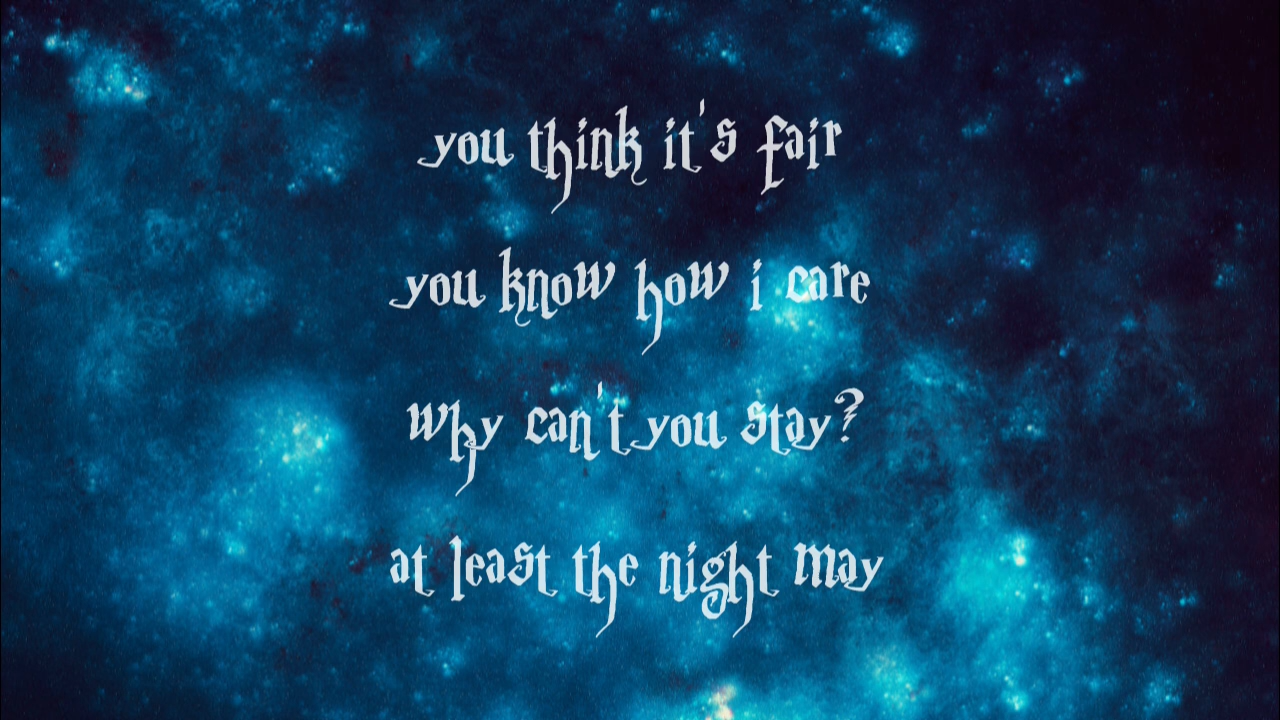 you think it's fair
you know how i care
why can't you stay?
at least the night may